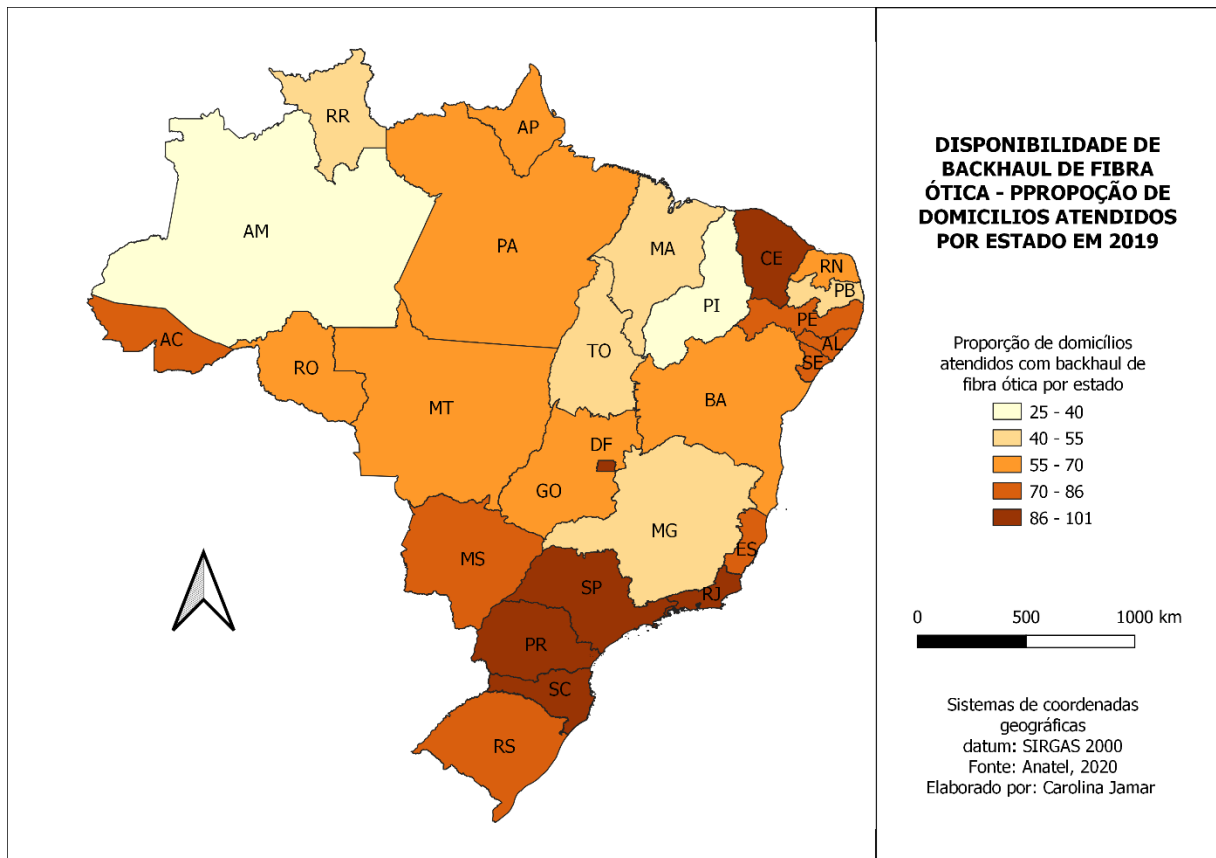 RR
AP
AM
PA
MA
CE
RN
PB
PI
PE
AC
AL
TO
SE
RO
BA
MT
DF
GO
MG
MS
ES
SP
RJ
PR
SC
RS
DISPONIBILIDADE DE
BACKHAUL DE FIBRA
ÓTICA - PPROPOÇÃO DE
DOMICILIOS ATENDIDOS
POR ESTADO EM 2019
Proporção de domicílios
atendidos com backhaul de
fibra ótica por estado
25 - 40
40 - 55
55 - 70
70 - 86
86 - 101
0 500 1000 km
Sistemas de coordenadas
geográficas
datum: SIRGAS 2000
Fonte: Anatel, 2020
Elaborado por: Carolina Jamar